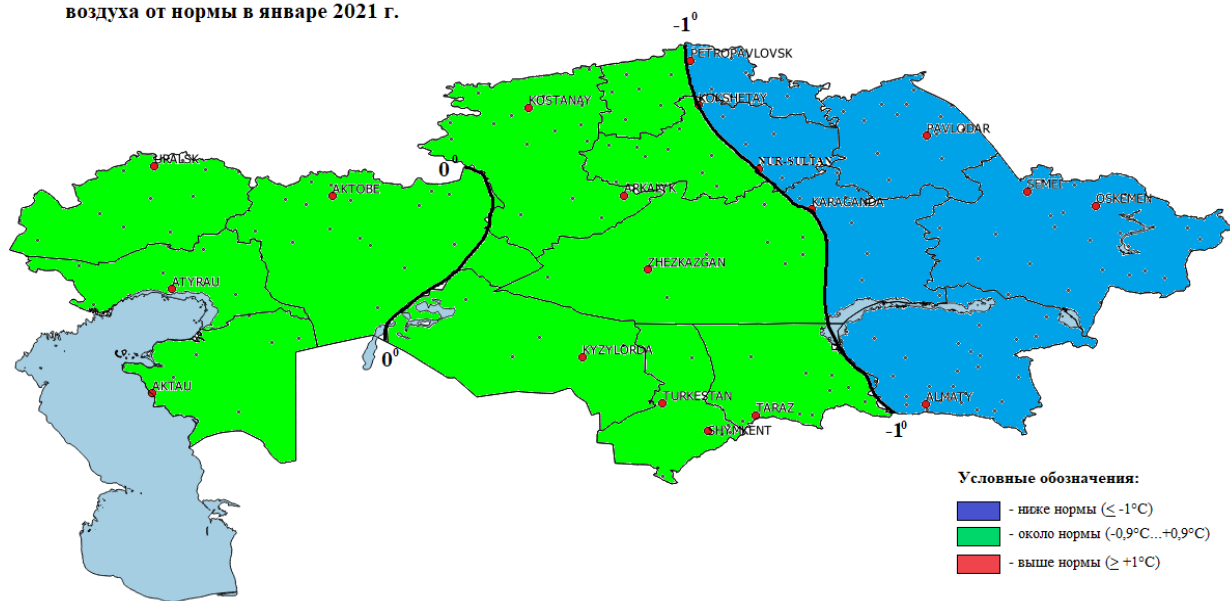 воздуха от нормы в январе 2021 г.
-1⁰
PETROPAVLOVSK
KOSTANAY
KOKSHETAY
PAVLODAR
URALSK
0⁰
NUR-SULTAN
AKTOBE
ARKALYK
SEMEI
KARAGANDA
OSKEMEN
ZHEZKAZGAN
ATYRAU
0⁰
KYZYLORDA
AKTAU
TURKESTAN
ALMATY
TARAZ
SHYMKENT
-1⁰
Условные обозначения:
- ниже нормы (≤ -1°C)
- около нормы (-0,9°C...+0,9°C)
- выше нормы (≥ +1°C)